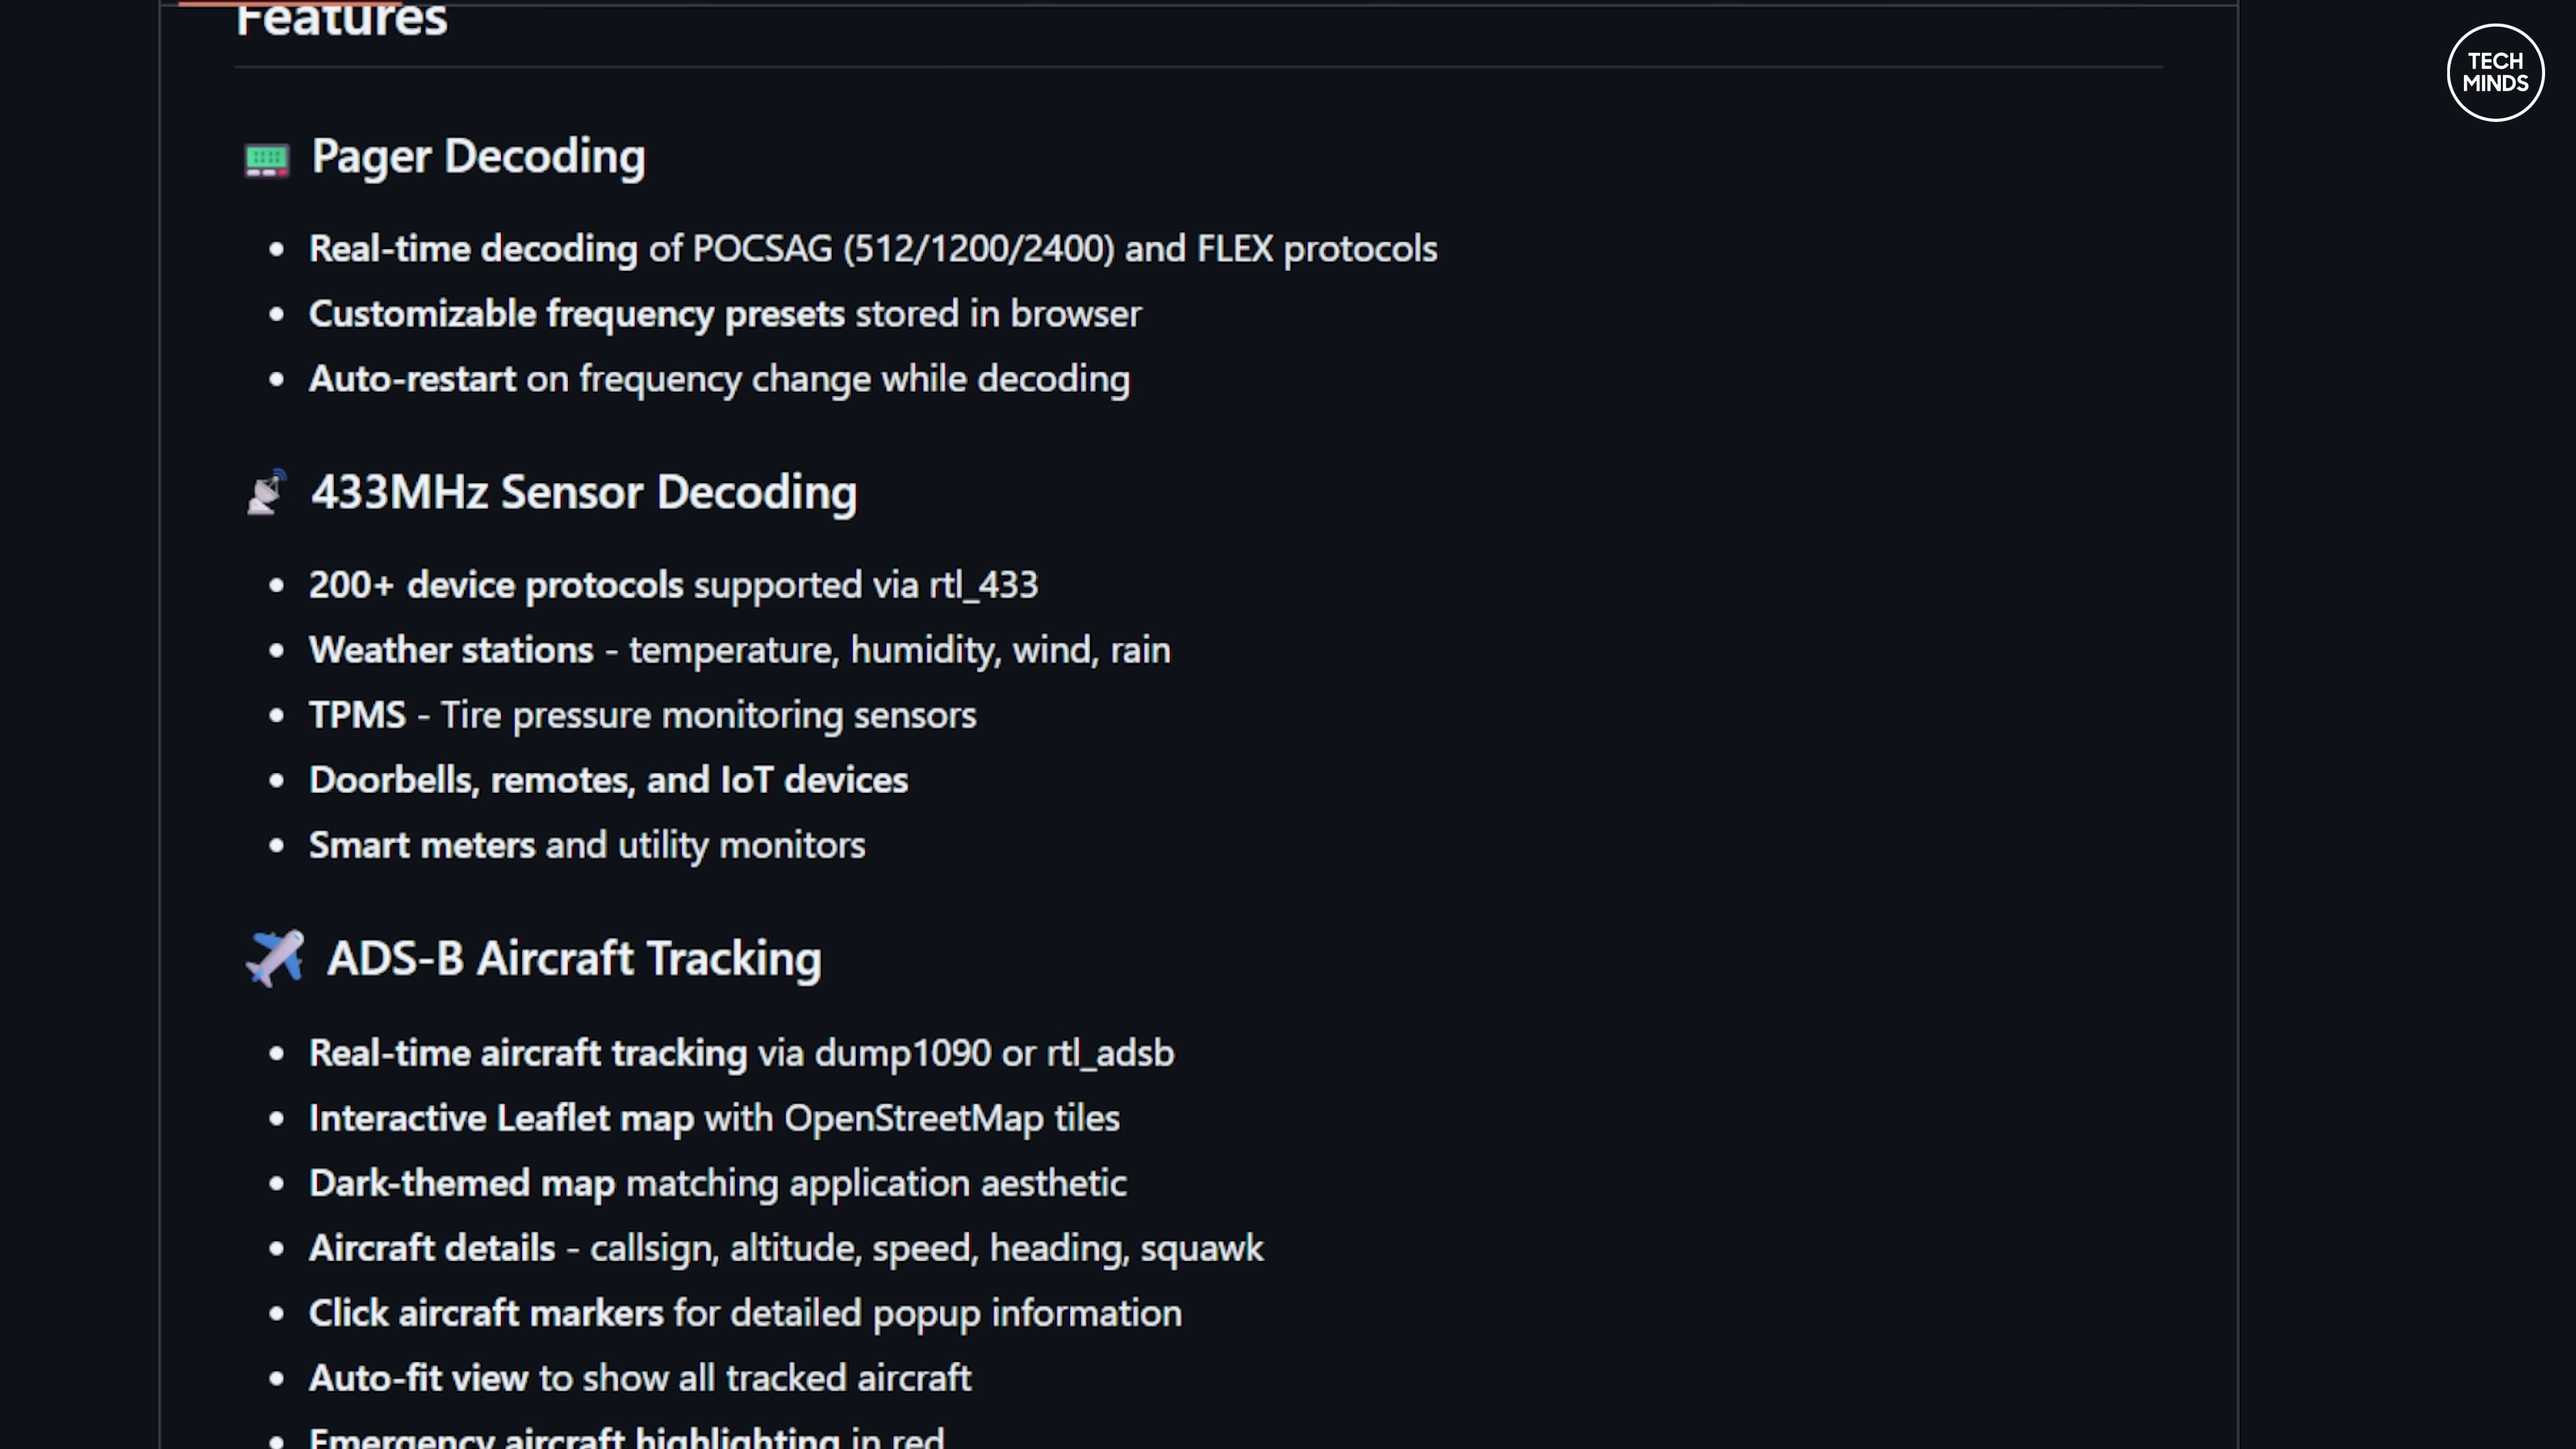 Features
TECH
MINDS
Pager Decoding
Real-time decoding of POCSAG (512/1200/2400) and FLEX protocols
Customizable frequency presets stored in browser
Auto-restart on frequency change while decoding
433MHz Sensor Decoding
200+ device protocols supported via rtl_433
Weather stations - temperature, humidity, wind, rain
TPMS - Tire pressure monitoring sensors
Doorbells, remotes, and IoT devices
Smart meters and utility monitors
ADS-B Aircraft Tracking
Real-time aircraft tracking via dump1090 or rtl_adsb
Interactive Leaflet map with OpenStreetMap tiles
Dark-themed map matching application aesthetic
Aircraft details - callsign, altitude, speed, heading, squawk
Click aircraft markers for detailed popup information
Auto-fit view to show all tracked aircraft
Emergency aircraft highlighting in red